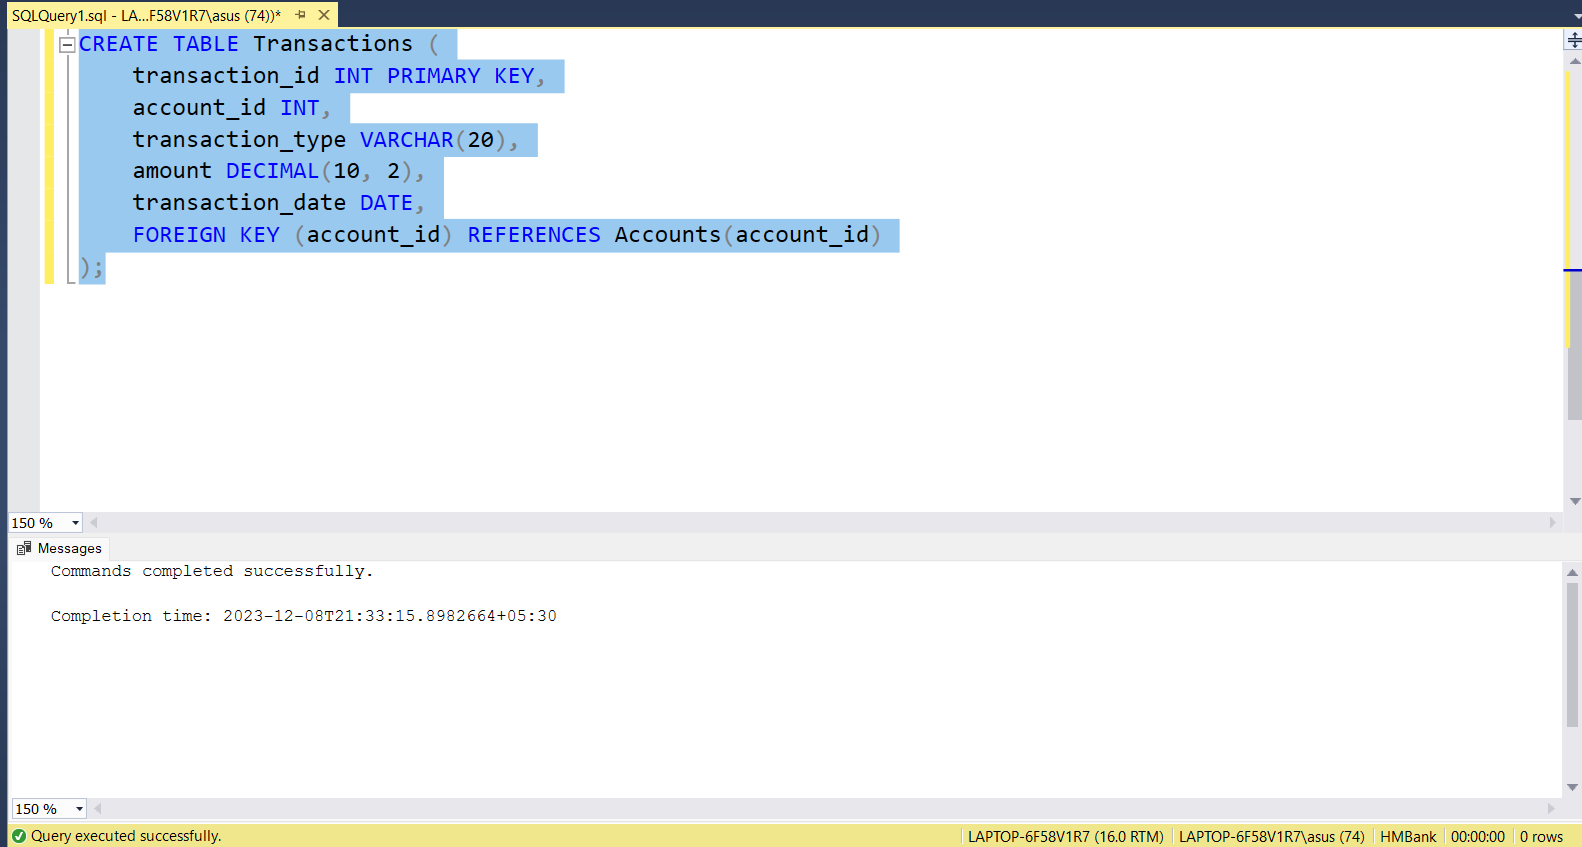 SQLQuery1.sql - LA...F58V1R7\asus (74))*
CREATE TABLE Transactions (
    transaction_id INT PRIMARY KEY,
    account_id INT,
    transaction_type VARCHAR(20),
    amount DECIMAL(10, 2),
    transaction_date DATE,
    FOREIGN KEY (account_id) REFERENCES Accounts(account_id)
);
150 %
Messages
Commands completed successfully.
Completion time: 2023-12-08T21:33:15.8982664+05:30
150 %
Query executed successfully. LAPTOP-6F58V1R7 (16.0 RTM) LAPTOP-6F58V1R7\asus (74) HMBank 00:00:00 0 rows